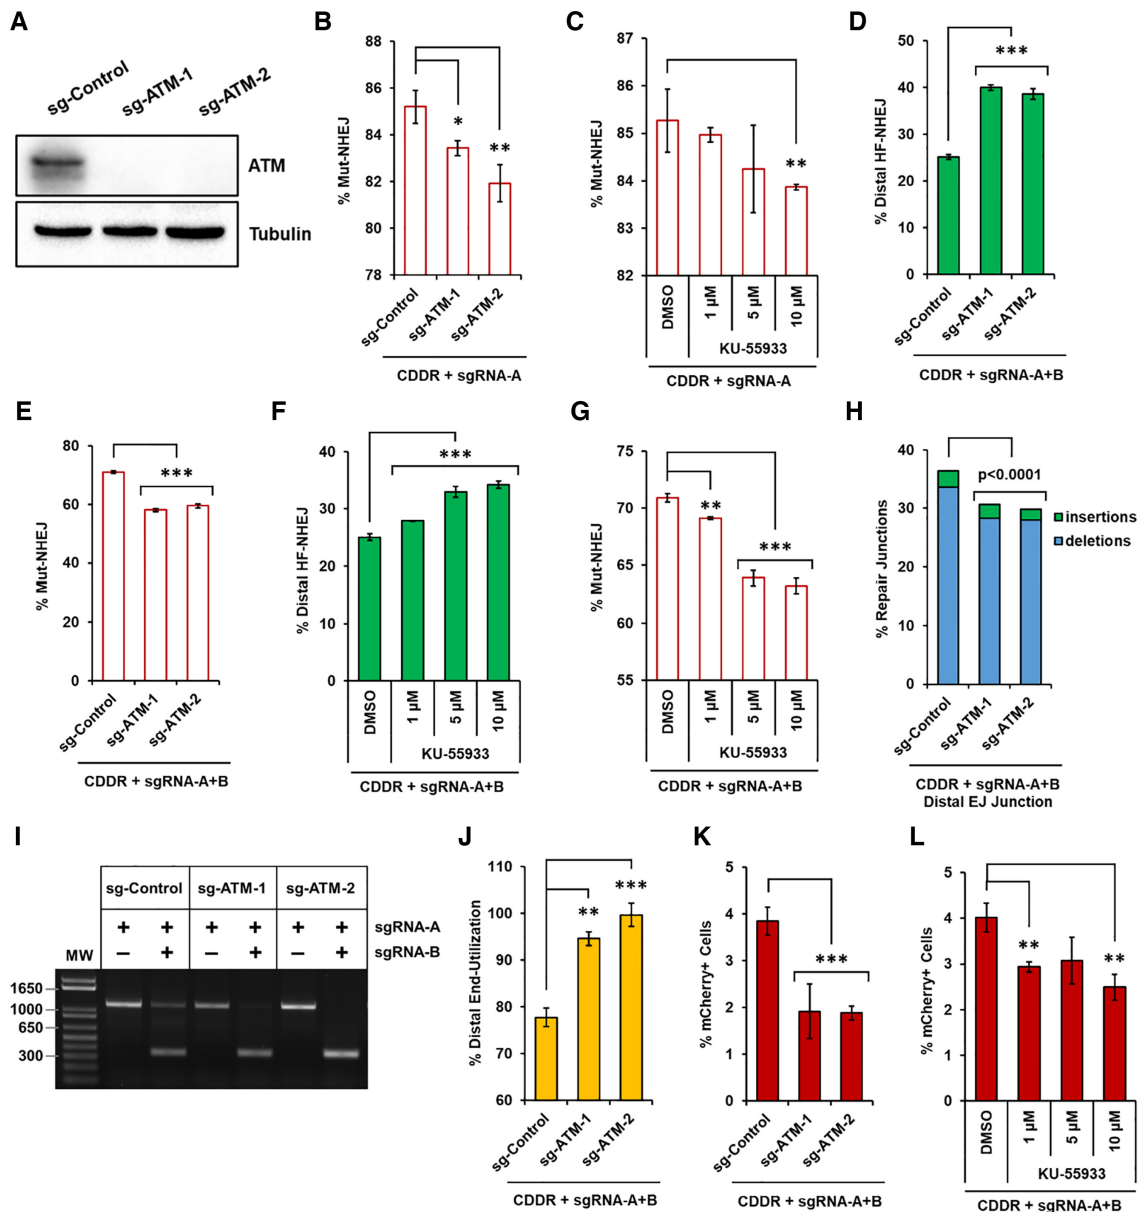 A
sg-Control
sg-ATM-1
sg-ATM-2
ATM
Tubulin
B
% Mut-NHEJ
88
86
84
82
80
78
*
**
sg-Control
sg-ATM-1
sg-ATM-2
CDDR + sgRNA-A
C
% Mut-NHEJ
87
86
85
84
83
82
**
DMSO
1 µM
5 µM
10 µM
KU-55933
CDDR + sgRNA-A
D
% Distal HF-NHEJ
50
40
30
20
10
0
***
sg-Control
sg-ATM-1
sg-ATM-2
CDDR + sgRNA-A+B
E
% Mut-NHEJ
80
60
40
20
0
***
sg-Control
sg-ATM-1
sg-ATM-2
CDDR + sgRNA-A+B
F
% Distal HF-NHEJ
40
30
20
10
0
***
DMSO
1 µM
5 µM
10 µM
KU-55933
CDDR + sgRNA-A+B
G
% Mut-NHEJ
75
70
65
60
55
**
***
DMSO
1 µM
5 µM
10 µM
KU-55933
CDDR + sgRNA-A+B
H
% Repair Junctions
40
30
20
10
0
p<0.0001
insertions
deletions
sg-Control
sg-ATM-1
sg-ATM-2
CDDR + sgRNA-A+B
Distal EJ Junction
I
sg-Control sg-ATM-1 sg-ATM-2
+ + + + + + sgRNA-A
− + − + − + sgRNA-B
MW
1650
1000
650
300
J
% Distal End-Utilization
110
100
90
80
70
60
**
***
sg-Control
sg-ATM-1
sg-ATM-2
CDDR + sgRNA-A+B
K
% mCherry+ Cells
5
4
3
2
1
0
***
sg-Control
sg-ATM-1
sg-ATM-2
CDDR + sgRNA-A+B
L
% mCherry+ Cells
5
4
3
2
1
0
**
**
DMSO
1 µM
5 µM
10 µM
KU-55933
CDDR + sgRNA-A+B